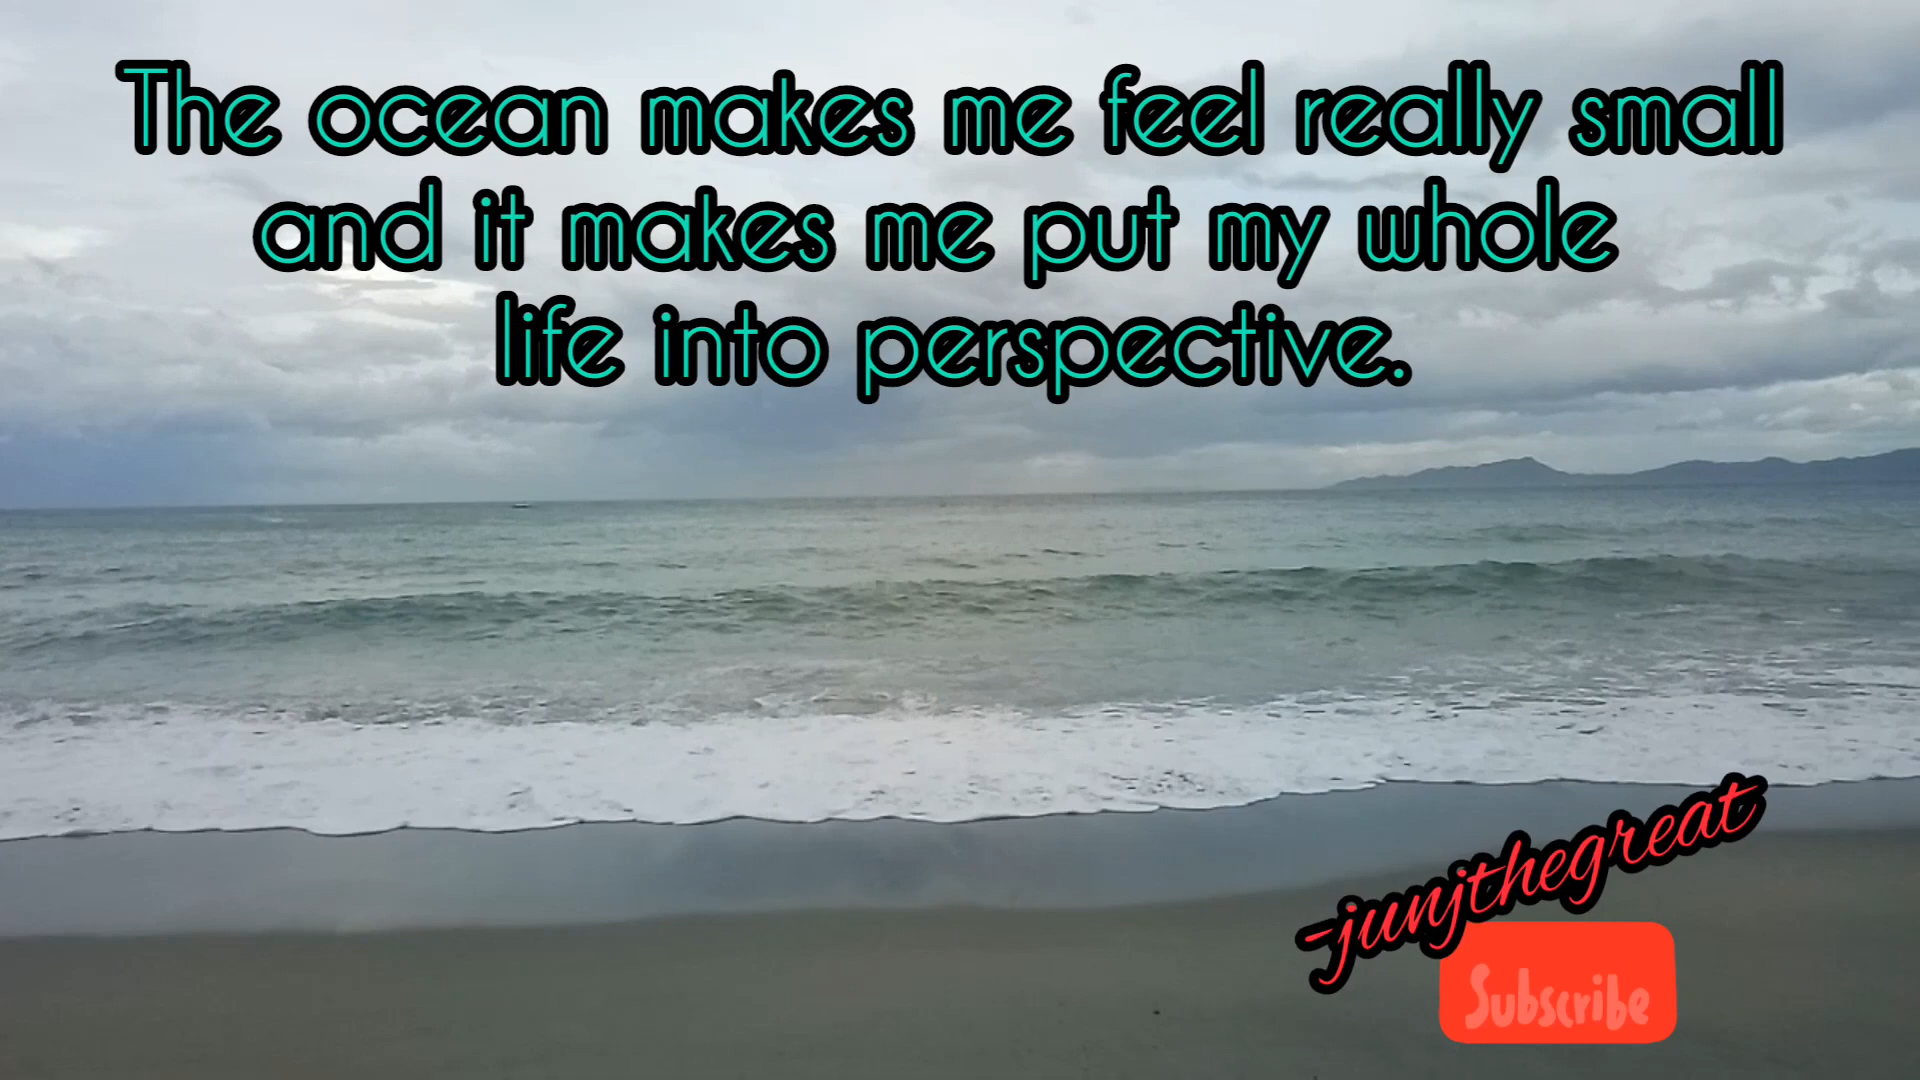 The ocean makes me feel really small
and it makes me put my whole
life into perspective.
-junjthegreat
Subscribe